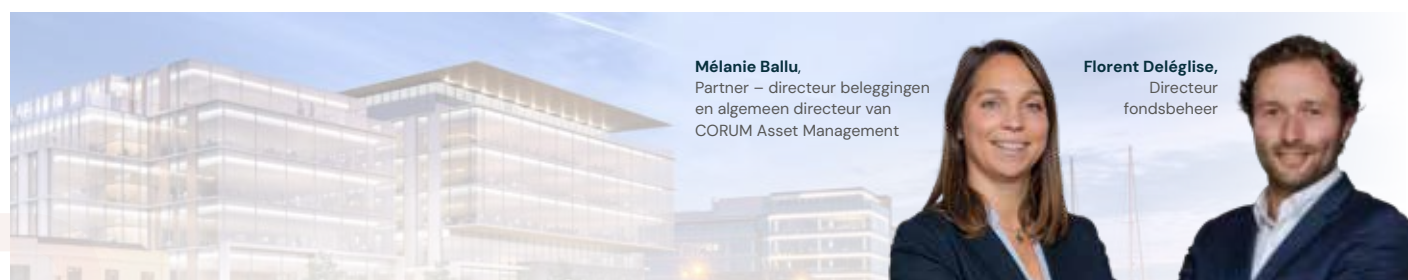 Mélanie Ballu,
Partner – directeur beleggingen
en algemeen directeur van
CORUM Asset Management
Florent Deléglise,
Directeur
fondsbeheer